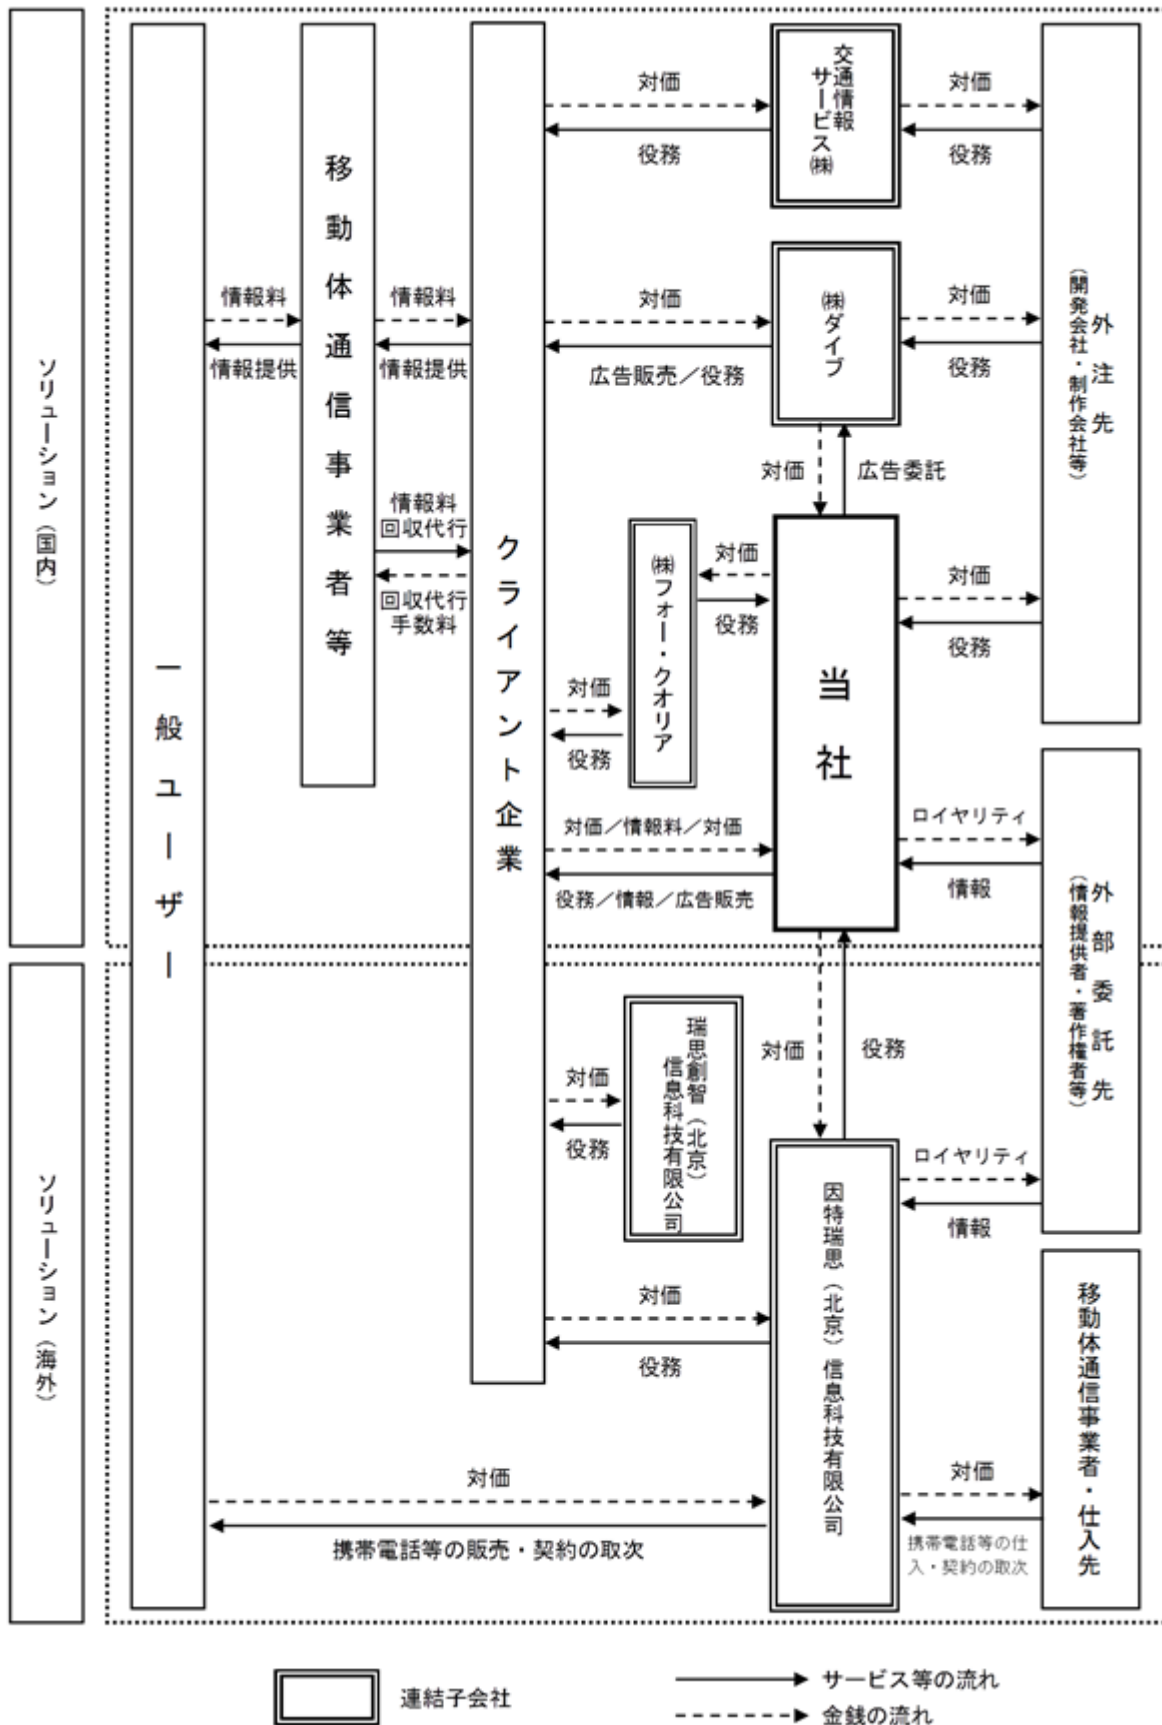 ソリューション（国内）
ソリューション（海外）
一般ユーザー
情報料
情報提供
移動体通信事業者等
情報料
情報提供
情報料
回収代行
回収代行
手数料
クライアント企業
対価
役務
交通情報
サービス㈱
対価
役務
対価
広告販売／役務
㈱ダイブ
対価
役務
対価
広告委託
対価
役務
㈱フォー・クオリア
対価
役務
当社
対価
役務
対価／情報料／対価
役務／情報／広告販売
ロイヤリティ
情報
外注先
（開発会社・制作会社等）
外部委託先
（情報提供者・著作権者等）
対価
役務
対価
役務
瑞思創智（北京）
信息科技有限公司
ロイヤリティ
情報
因特瑞思（北京）信息科技有限公司
対価
役務
対価
携帯電話等の販売・契約の取次
対価
携帯電話等の仕
入・契約の取次
移動体通信事業者・仕入先
連結子会社
サービス等の流れ
金銭の流れ